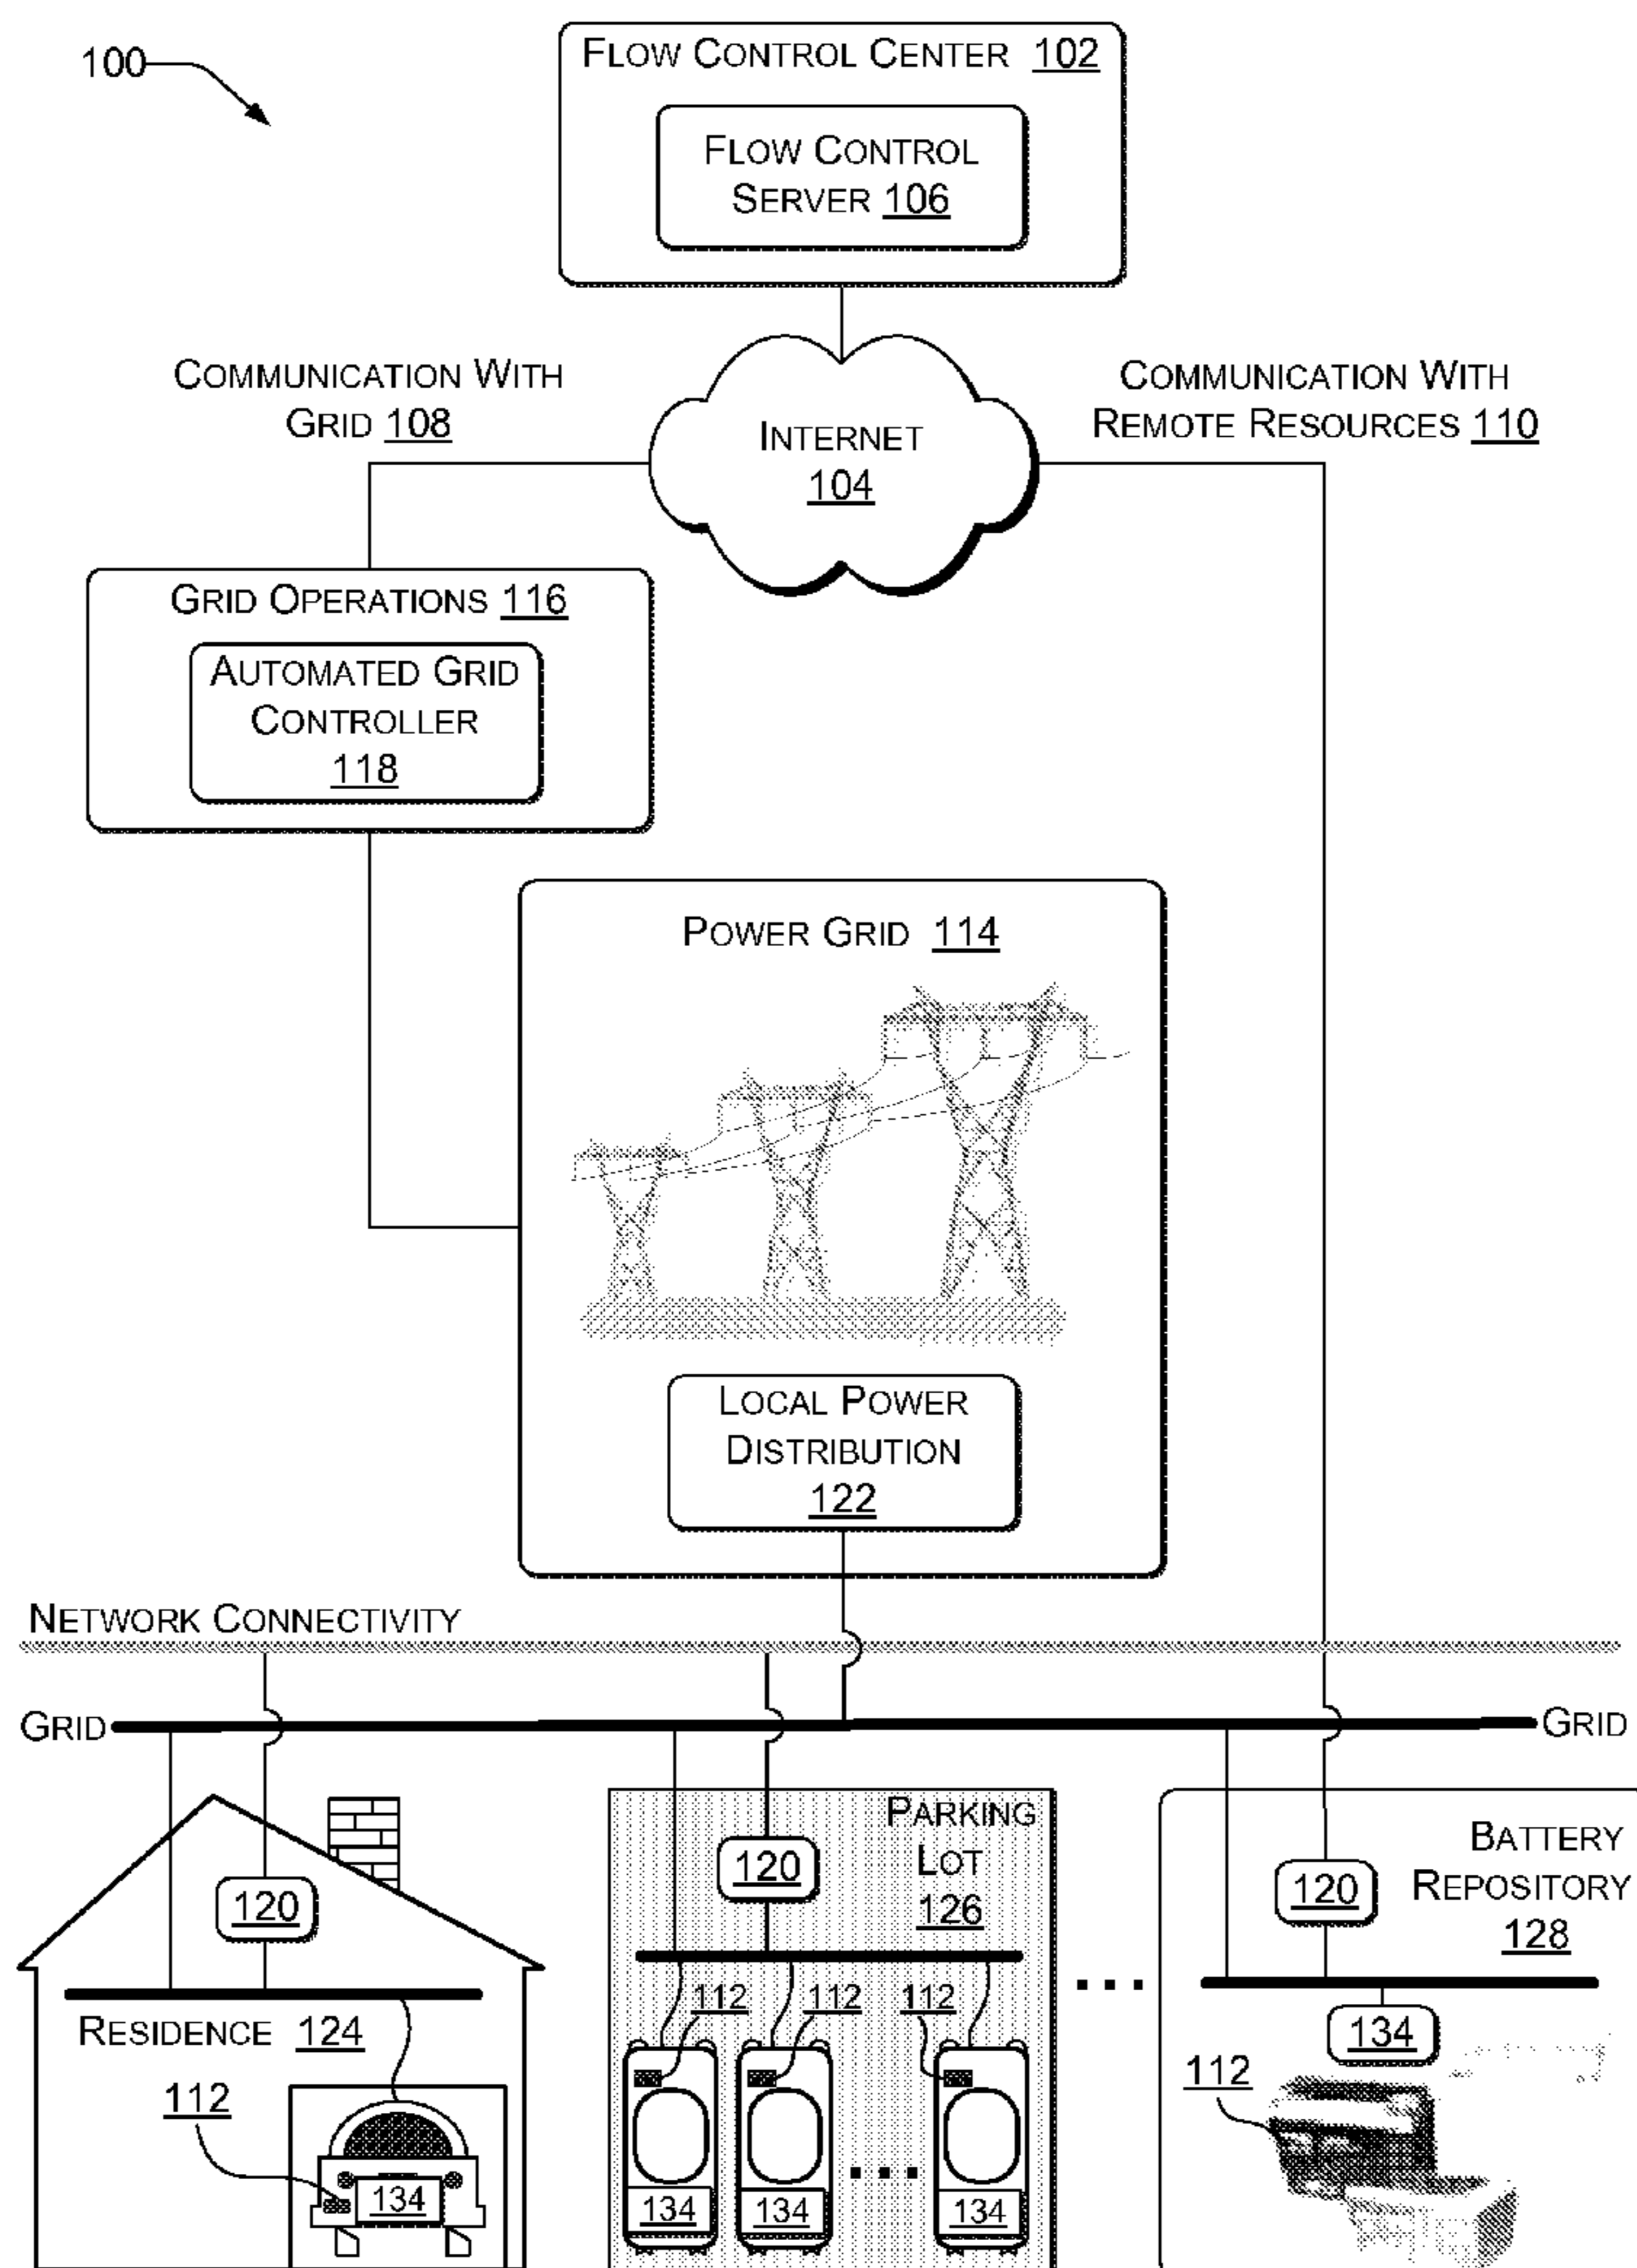 100
FLOW CONTROL CENTER 102
FLOW CONTROL
SERVER 106
COMMUNICATION WITH
GRID 108
INTERNET
104
COMMUNICATION WITH
REMOTE RESOURCES 110
GRID OPERATIONS 116
AUTOMATED GRID
CONTROLLER
118
POWER GRID 114
LOCAL POWER
DISTRIBUTION
122
NETWORK CONNECTIVITY
GRID
GRID
120
RESIDENCE 124
112
134
PARKING
LOT
126
120
112
112
112
134
134
134
BATTERY
REPOSITORY
128
120
134
112